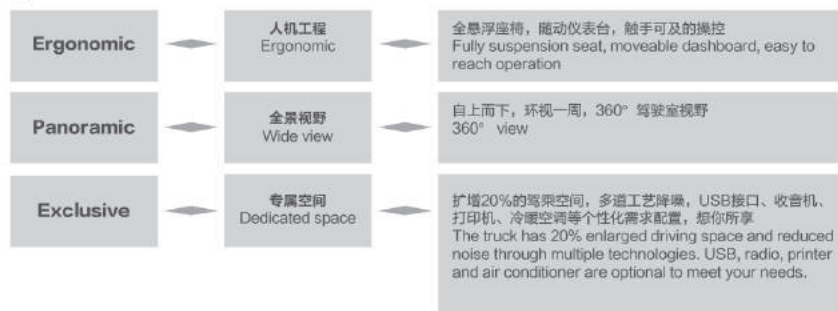 Ergonomic
人机工程
Ergonomic
全悬浮座椅，随动仪表台，触手可及的操控
Fully suspension seat, moveable dashboard, easy to
reach operation
Panoramic
全景视野
Wide view
自上而下，环视一周，360° 驾驶室视野
360° view
Exclusive
专属空间
Dedicated space
扩增20%的驾乘空间，多道工艺降噪，USB接口、收音机、
打印机、冷暖空调等个性化需求配置，想你所享
The truck has 20% enlarged driving space and reduced
noise through multiple technologies. USB, radio, printer
and air conditioner are optional to meet your needs.